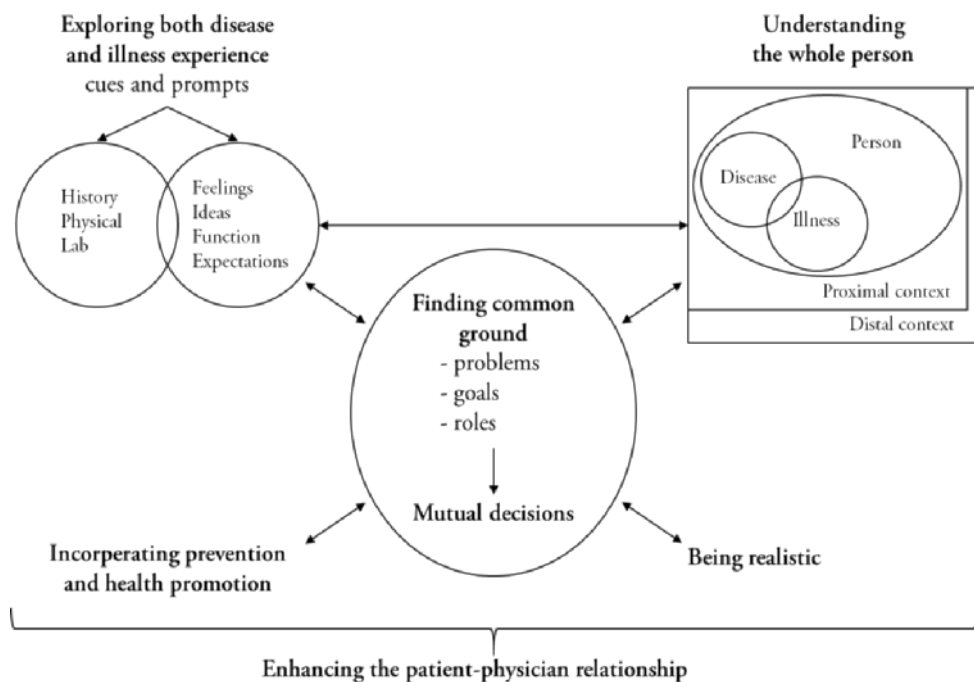 Exploring both disease
and illness experience
cues and prompts
History
Physical
Lab
Feelings
Ideas
Function
Expectations
Understanding
the whole person
Person
Disease
Illness
Proximal context
Distal context
Finding common
ground
- problems
- goals
- roles
Mutual decisions
Incorperating prevention
and health promotion
Being realistic
Enhancing the patient-physician relationship